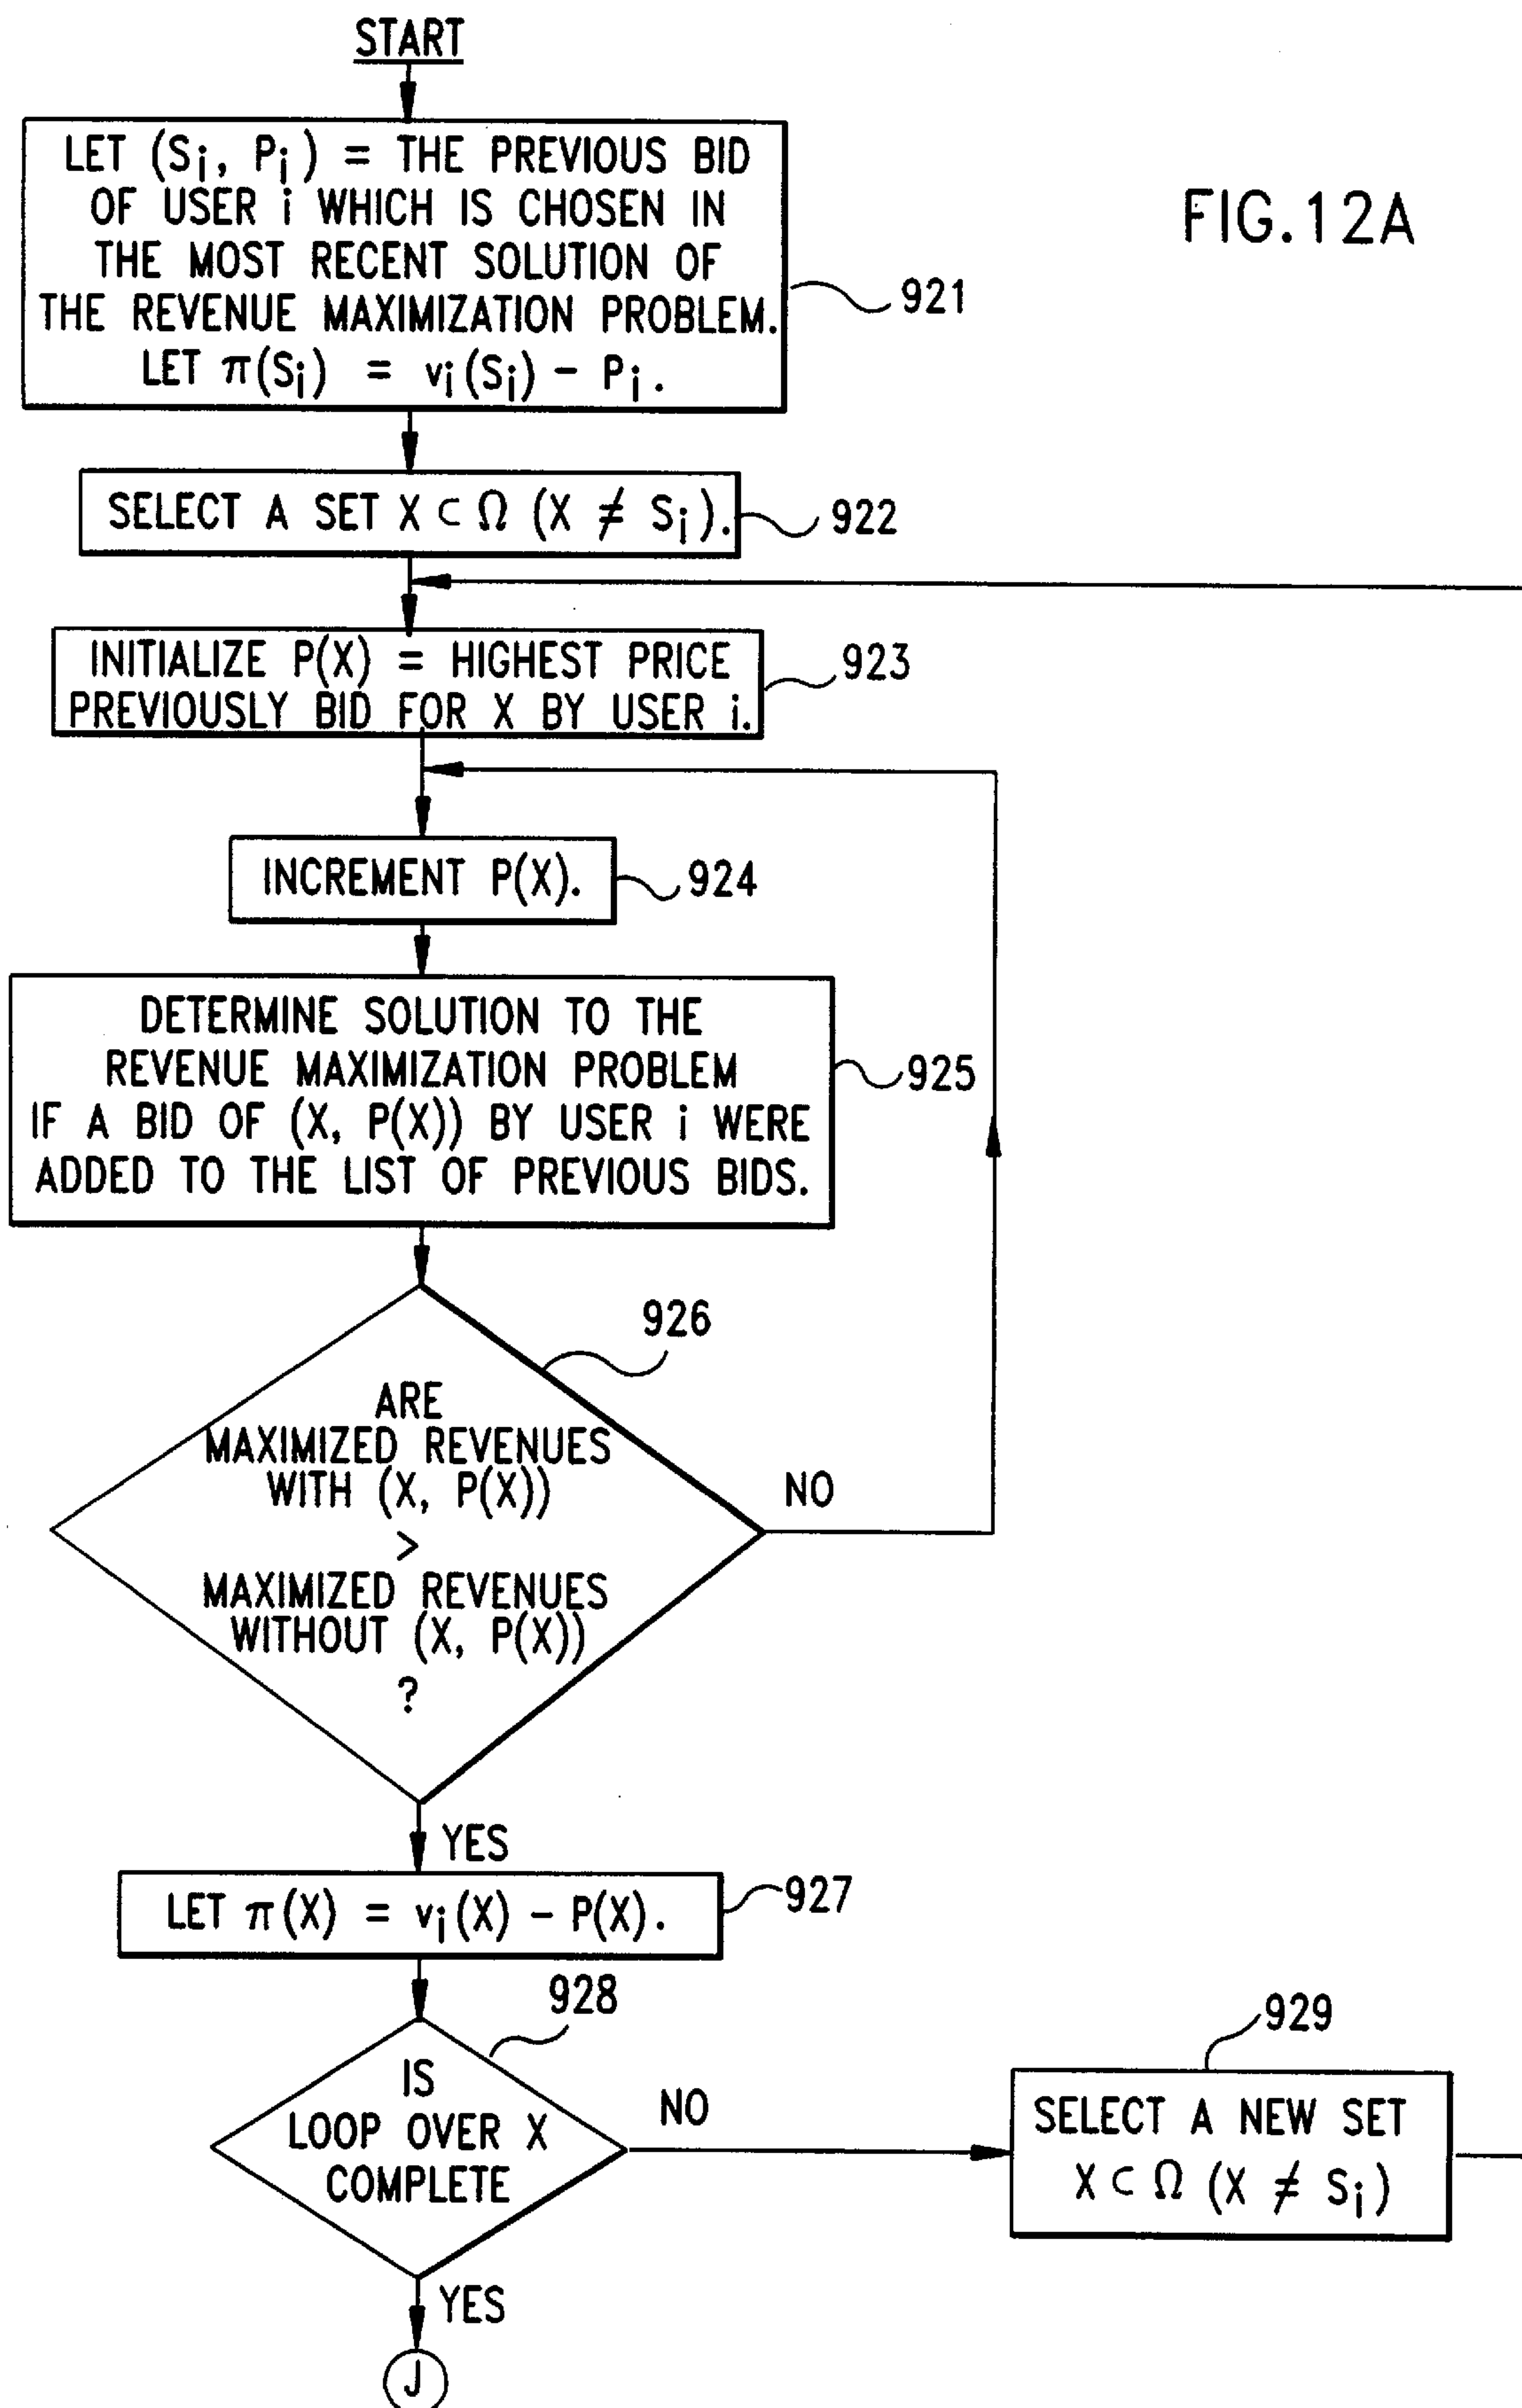 START
LET (Si, Pi) = THE PREVIOUS BID
OF USER i WHICH IS CHOSEN IN
THE MOST RECENT SOLUTION OF
THE REVENUE MAXIMIZATION PROBLEM.
LET π(Si) = vi(Si) - Pi.
921
FIG.12A
SELECT A SET X ⊂ Ω (X ≠ Si).
922
INITIALIZE P(X) = HIGHEST PRICE
PREVIOUSLY BID FOR X BY USER i.
923
INCREMENT P(X).
924
DETERMINE SOLUTION TO THE
REVENUE MAXIMIZATION PROBLEM
IF A BID OF (X, P(X)) BY USER i WERE
ADDED TO THE LIST OF PREVIOUS BIDS.
925
926
ARE
MAXIMIZED REVENUES
WITH (X, P(X))
>
MAXIMIZED REVENUES
WITHOUT (X, P(X))
?
NO
YES
LET π(X) = vi(X) - P(X).
927
928
IS
LOOP OVER X
COMPLETE
NO
929
SELECT A NEW SET
X ⊂ Ω (X ≠ Si)
YES
J